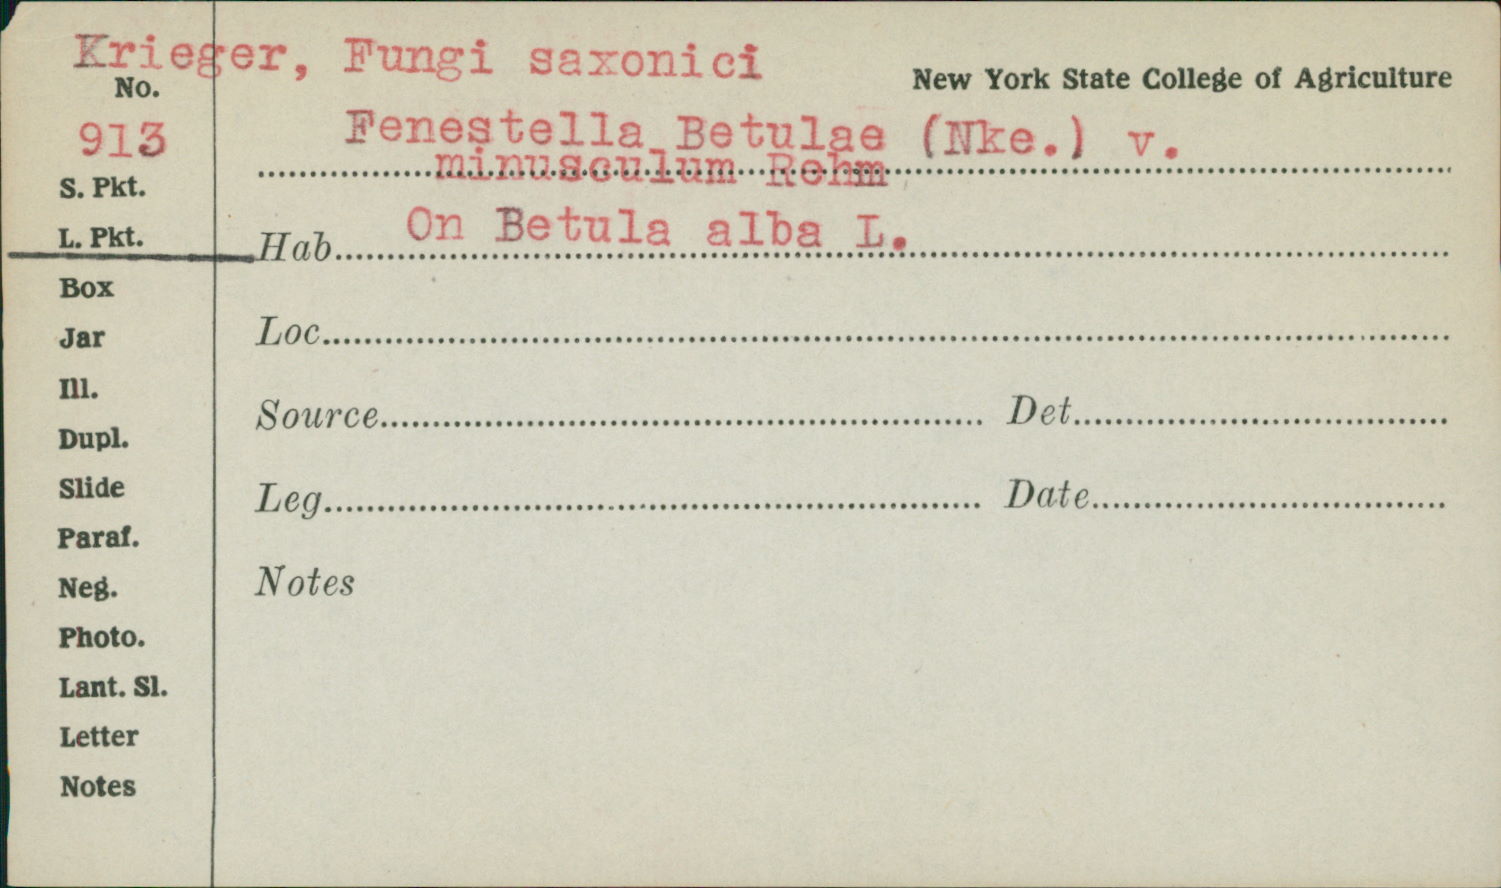 Krieger, Fungi saxonici
No.
New York State College of Agriculture
913
Fenestella Betulae (Nke.) v.
minusculum Rehm
S. Pkt.
L. Pkt.
Hab. On Betula alba L.
Box
Loc.
Jar
Ill.
Source Det.
Dupl.
Slide
Leg. Date
Paraf.
Neg.
Notes
Photo.
Lant. Sl.
Letter
Notes